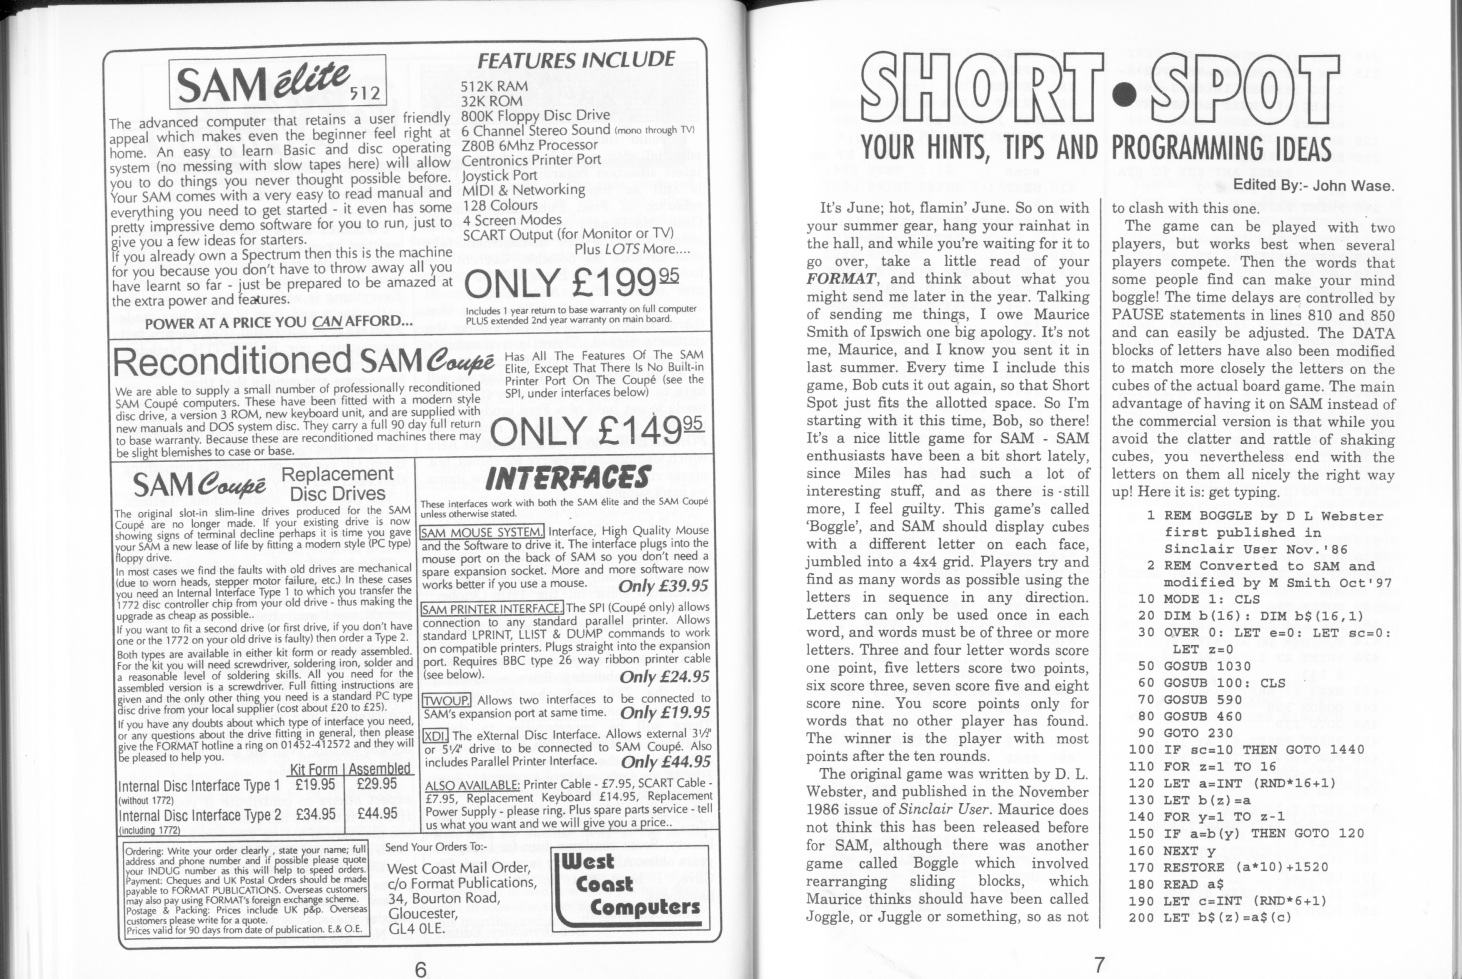 SAM élite 512
The advanced computer that retains a user friendly
appeal which makes even the beginner feel right at
home. An easy to learn Basic and disc operating
system (no messing with slow tapes here) will allow
you to do things you never thought possible before.
Your SAM comes with a very easy to read manual and
everything you need to get started - it even has some
pretty impressive demo software for you to run, just to
give you a few ideas for starters.
If you already own a Spectrum then this is the machine
for you because you don't have to throw away all you
have learnt so far - just be prepared to be amazed at
the extra power and features.
POWER AT A PRICE YOU CAN AFFORD...
FEATURES INCLUDE
512K RAM
32K ROM
800K Floppy Disc Drive
6 Channel Stereo Sound (mono through TV)
Z80B 6Mhz Processor
Centronics Printer Port
Joystick Port
MIDI & Networking
128 Colours
4 Screen Modes
SCART Output (for Monitor or TV)
Plus LOTS More....
ONLY £199.95
Includes 1 year return to base warranty on full computer
PLUS extended 2nd year warranty on main board.
Reconditioned SAM Coupé
We are able to supply a small number of professionally reconditioned
SAM Coupé computers. These have been fitted with a modern style
disc drive, a version 3 ROM, new keyboard unit, and are supplied with
new manuals and DOS system disc. They carry a full 90 day full return
to base warranty. Because these are reconditioned machines there may
be slight blemishes to case or base.
Has All The Features Of The SAM
Elite, Except That There Is No Built-in
Printer Port On The Coupé (see the
SPI, under interfaces below)
ONLY £149.95
SAM Coupé Replacement
Disc Drives
The original slot-in slim-line drives produced for the SAM
Coupé are no longer made. If your existing drive is now
showing signs of terminal decline perhaps it is time you gave
your SAM a new lease of life by fitting a modern style (PC type)
floppy drive.
In most cases we find the faults with old drives are mechanical
(due to worn heads, stepper motor failure, etc.) In these cases
you need an Internal Interface Type 1 to which you transfer the
1772 disc controller chip from your old drive - thus making the
upgrade as cheap as possible..
If you want to fit a second drive (or first drive, if you don't have
one or the 1772 on your old drive is faulty) then order a Type 2.
Both types are available in either kit form or ready assembled.
For the kit you will need screwdriver, soldering iron, solder and
a reasonable level of soldering skills. All you need for the
assembled version is a screwdriver. Full fitting instructions are
given and the only other thing you need is a standard PC type
disc drive from your local supplier (cost about £20 to £25).
If you have any doubts about which type of interface you need,
or any questions about the drive fitting in general, then please
give the FORMAT hotline a ring on 01452-412572 and they will
be pleased to help you.
Kit Form Assembled
Internal Disc Interface Type 1 £19.95 £29.95
(without 1772)
Internal Disc Interface Type 2 £34.95 £44.95
(including 1772)
INTERFACES
These interfaces work with both the SAM élite and the SAM Coupé
unless otherwise stated.
SAM MOUSE SYSTEM. Interface, High Quality Mouse
and the Software to drive it. The interface plugs into the
mouse port on the back of SAM so you don't need a
spare expansion socket. More and more software now
works better if you use a mouse. Only £39.95
SAM PRINTER INTERFACE. The SPI (Coupé only) allows
connection to any standard parallel printer. Allows
standard LPRINT, LLIST & DUMP commands to work
on compatible printers. Plugs straight into the expansion
port. Requires BBC type 26 way ribbon printer cable
(see below). Only £24.95
TWOUP. Allows two interfaces to be connected to
SAM's expansion port at same time. Only £19.95
XDI. The eXternal Disc Interface. Allows external 3½"
or 5¼" drive to be connected to SAM Coupé. Also
includes Parallel Printer Interface. Only £44.95
ALSO AVAILABLE: Printer Cable - £7.95, SCART Cable -
£7.95, Replacement Keyboard £14.95, Replacement
Power Supply - please ring. Plus spare parts service - tell
us what you want and we will give you a price..
Ordering: Write your order clearly , state your name; full
address and phone number and if possible please quote
your INDUG number as this will help to speed orders.
Payment: Cheques and UK Postal Orders should be made
payable to FORMAT PUBLICATIONS. Overseas customers
may also pay using FORMAT's foreign exchange scheme.
Postage & Packing: Prices include UK p&p. Overseas
customers please write for a quote.
Prices valid for 90 days from date of publication. E.& O.E.
Send Your Orders To:-
West Coast Mail Order,
c/o Format Publications,
34, Bourton Road,
Gloucester,
GL4 0LE.
West
Coast
Computers
6
SHORT•SPOT
YOUR HINTS, TIPS AND PROGRAMMING IDEAS
Edited By:- John Wase.
It's June; hot, flamin' June. So on with
your summer gear, hang your rainhat in
the hall, and while you're waiting for it to
go over, take a little read of your
FORMAT, and think about what you
might send me later in the year. Talking
of sending me things, I owe Maurice
Smith of Ipswich one big apology. It's not
me, Maurice, and I know you sent it in
last summer. Every time I include this
game, Bob cuts it out again, so that Short
Spot just fits the allotted space. So I'm
starting with it this time, Bob, so there!
It's a nice little game for SAM - SAM
enthusiasts have been a bit short lately,
since Miles has had such a lot of
interesting stuff, and as there is still
more, I feel guilty. This game's called
'Boggle', and SAM should display cubes
with a different letter on each face,
jumbled into a 4x4 grid. Players try and
find as many words as possible using the
letters in sequence in any direction.
Letters can only be used once in each
word, and words must be of three or more
letters. Three and four letter words score
one point, five letters score two points,
six score three, seven score five and eight
score nine. You score points only for
words that no other player has found.
The winner is the player with most
points after the ten rounds.
The original game was written by D. L.
Webster, and published in the November
1986 issue of Sinclair User. Maurice does
not think this has been released before
for SAM, although there was another
game called Boggle which involved
rearranging sliding blocks, which
Maurice thinks should have been called
Joggle, or Juggle or something, so as not
to clash with this one.
The game can be played with two
players, but works best when several
players compete. Then the words that
some people find can make your mind
boggle! The time delays are controlled by
PAUSE statements in lines 810 and 850
and can easily be adjusted. The DATA
blocks of letters have also been modified
to match more closely the letters on the
cubes of the actual board game. The main
advantage of having it on SAM instead of
the commercial version is that while you
avoid the clatter and rattle of shaking
cubes, you nevertheless end with the
letters on them all nicely the right way
up! Here it is: get typing.
1 REM BOGGLE by D L Webster
first published in
Sinclair User Nov.'86
2 REM Converted to SAM and
modified by M Smith Oct'97
10 MODE 1: CLS
20 DIM b(16): DIM b$(16,1)
30 OVER 0: LET e=0: LET sc=0:
LET z=0
50 GOSUB 1030
60 GOSUB 100: CLS
70 GOSUB 590
80 GOSUB 460
90 GOTO 230
100 IF sc=10 THEN GOTO 1440
110 FOR z=1 TO 16
120 LET a=INT (RND*16+1)
130 LET b(z)=a
140 FOR y=1 TO z-1
150 IF a=b(y) THEN GOTO 120
160 NEXT y
170 RESTORE (a*10)+1520
180 READ a$
190 LET c=INT (RND*6+1)
200 LET b$(z)=a$(c)
7